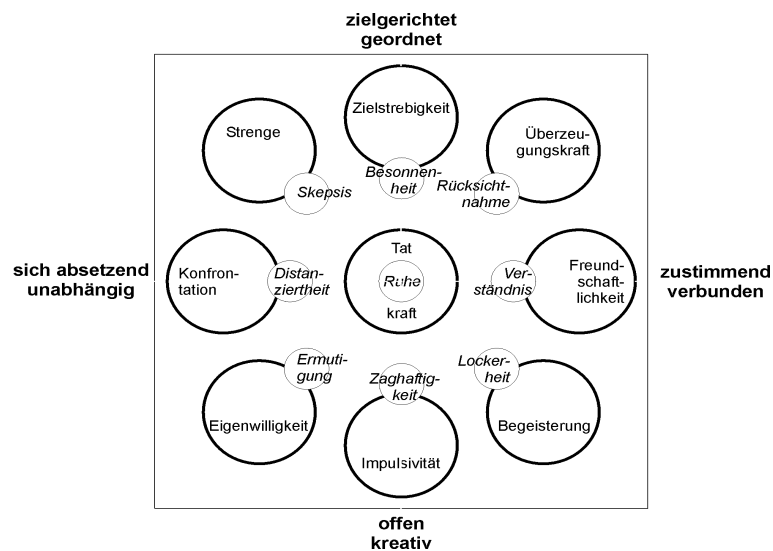 zielgerichtet
geordnet
Zielstrebigkeit
Strenge
Überzeu-
gungskraft
Besonnen-
heit
Skepsis
Rücksicht-
nahme
sich absetzend
unabhängig
Konfron-
tation
Distan-
ziertheit
Tat
Ruhe
kraft
Ver-
ständnis
Freund-
schaft-
lichkeit
zustimmend
verbunden
Ermuti-
gung
Zaghaftig-
keit
Locker-
heit
Eigenwilligkeit
Impulsivität
Begeisterung
offen
kreativ